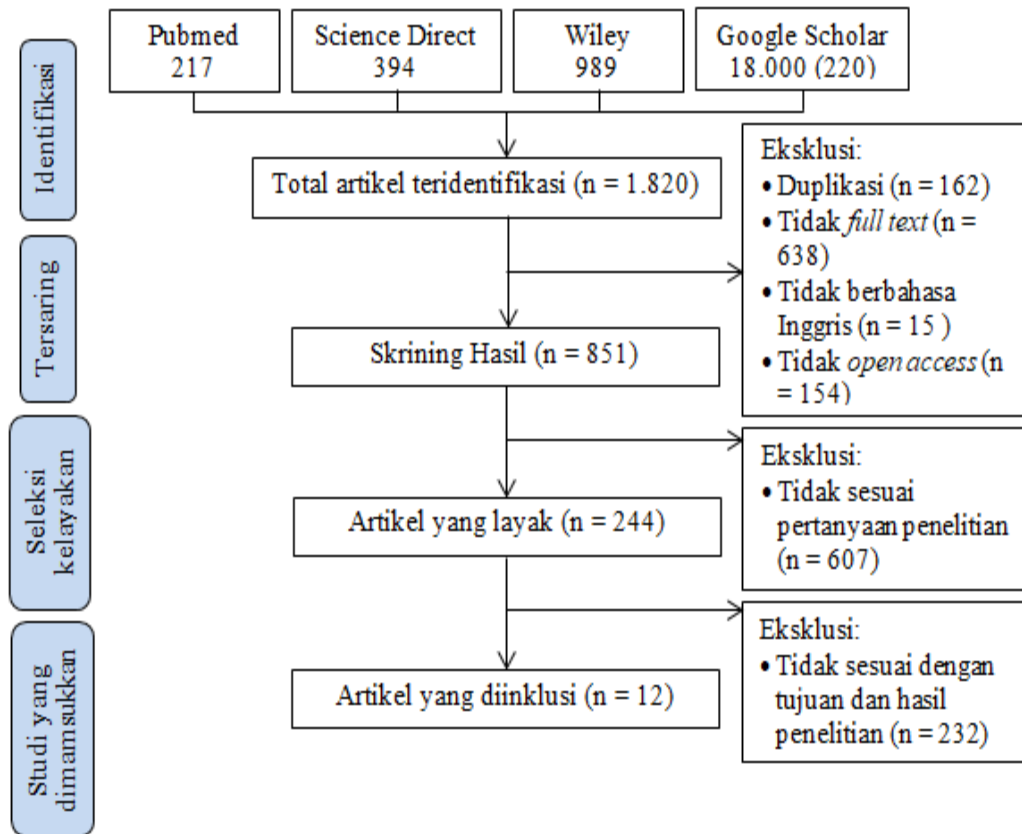 Pubmed
217
Science Direct
394
Wiley
989
Google Scholar
18.000 (220)
Identifikasi
Total artikel teridentifikasi (n = 1.820)
Eksklusi:
• Duplikasi (n = 162)
• Tidak full text (n =
638)
• Tidak berbahasa
Inggris (n = 15 )
• Tidak open access (n
= 154)
Tersaring
Skrining Hasil (n = 851)
Eksklusi:
• Tidak sesuai
pertanyaan penelitian
(n = 607)
Seleksi
kelayakan
Artikel yang layak (n = 244)
Eksklusi:
• Tidak sesuai dengan
tujuan dan hasil
penelitian (n = 232)
Studi yang
dimamsukkan
Artikel yang diinklusi (n = 12)